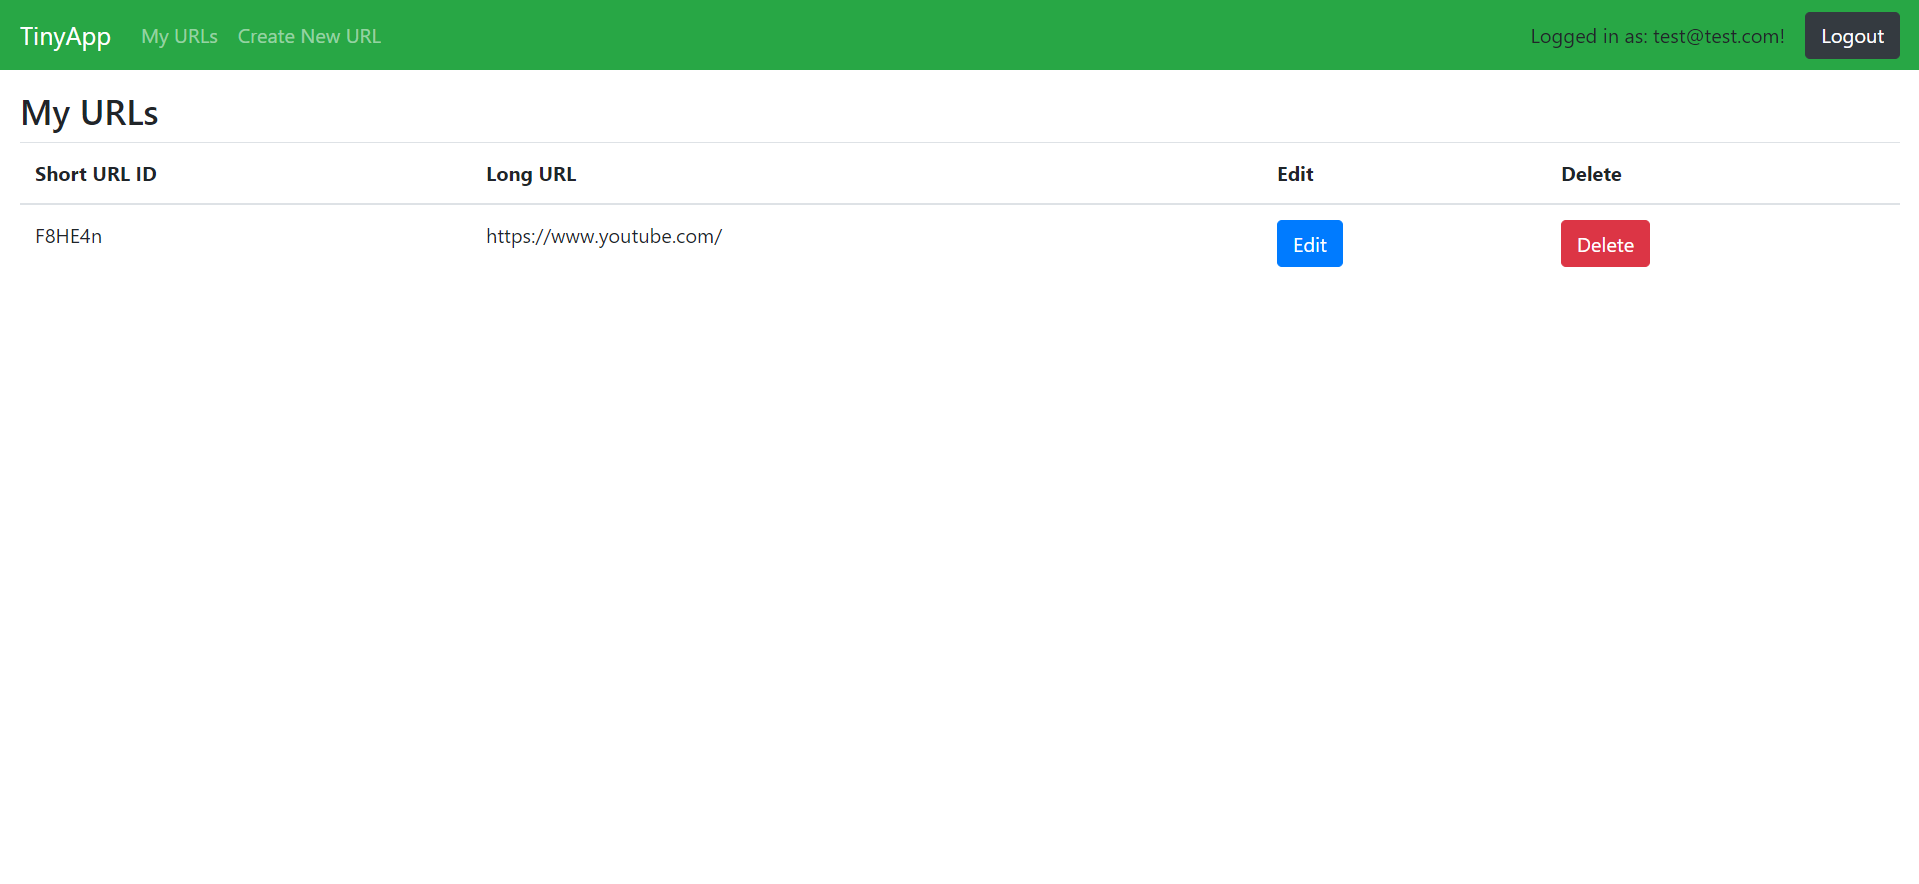 TinyApp My URLs Create New URL Logged in as: test@test.com! Logout
My URLs
Short URL ID Long URL Edit Delete
F8HE4n https://www.youtube.com/ Edit Delete